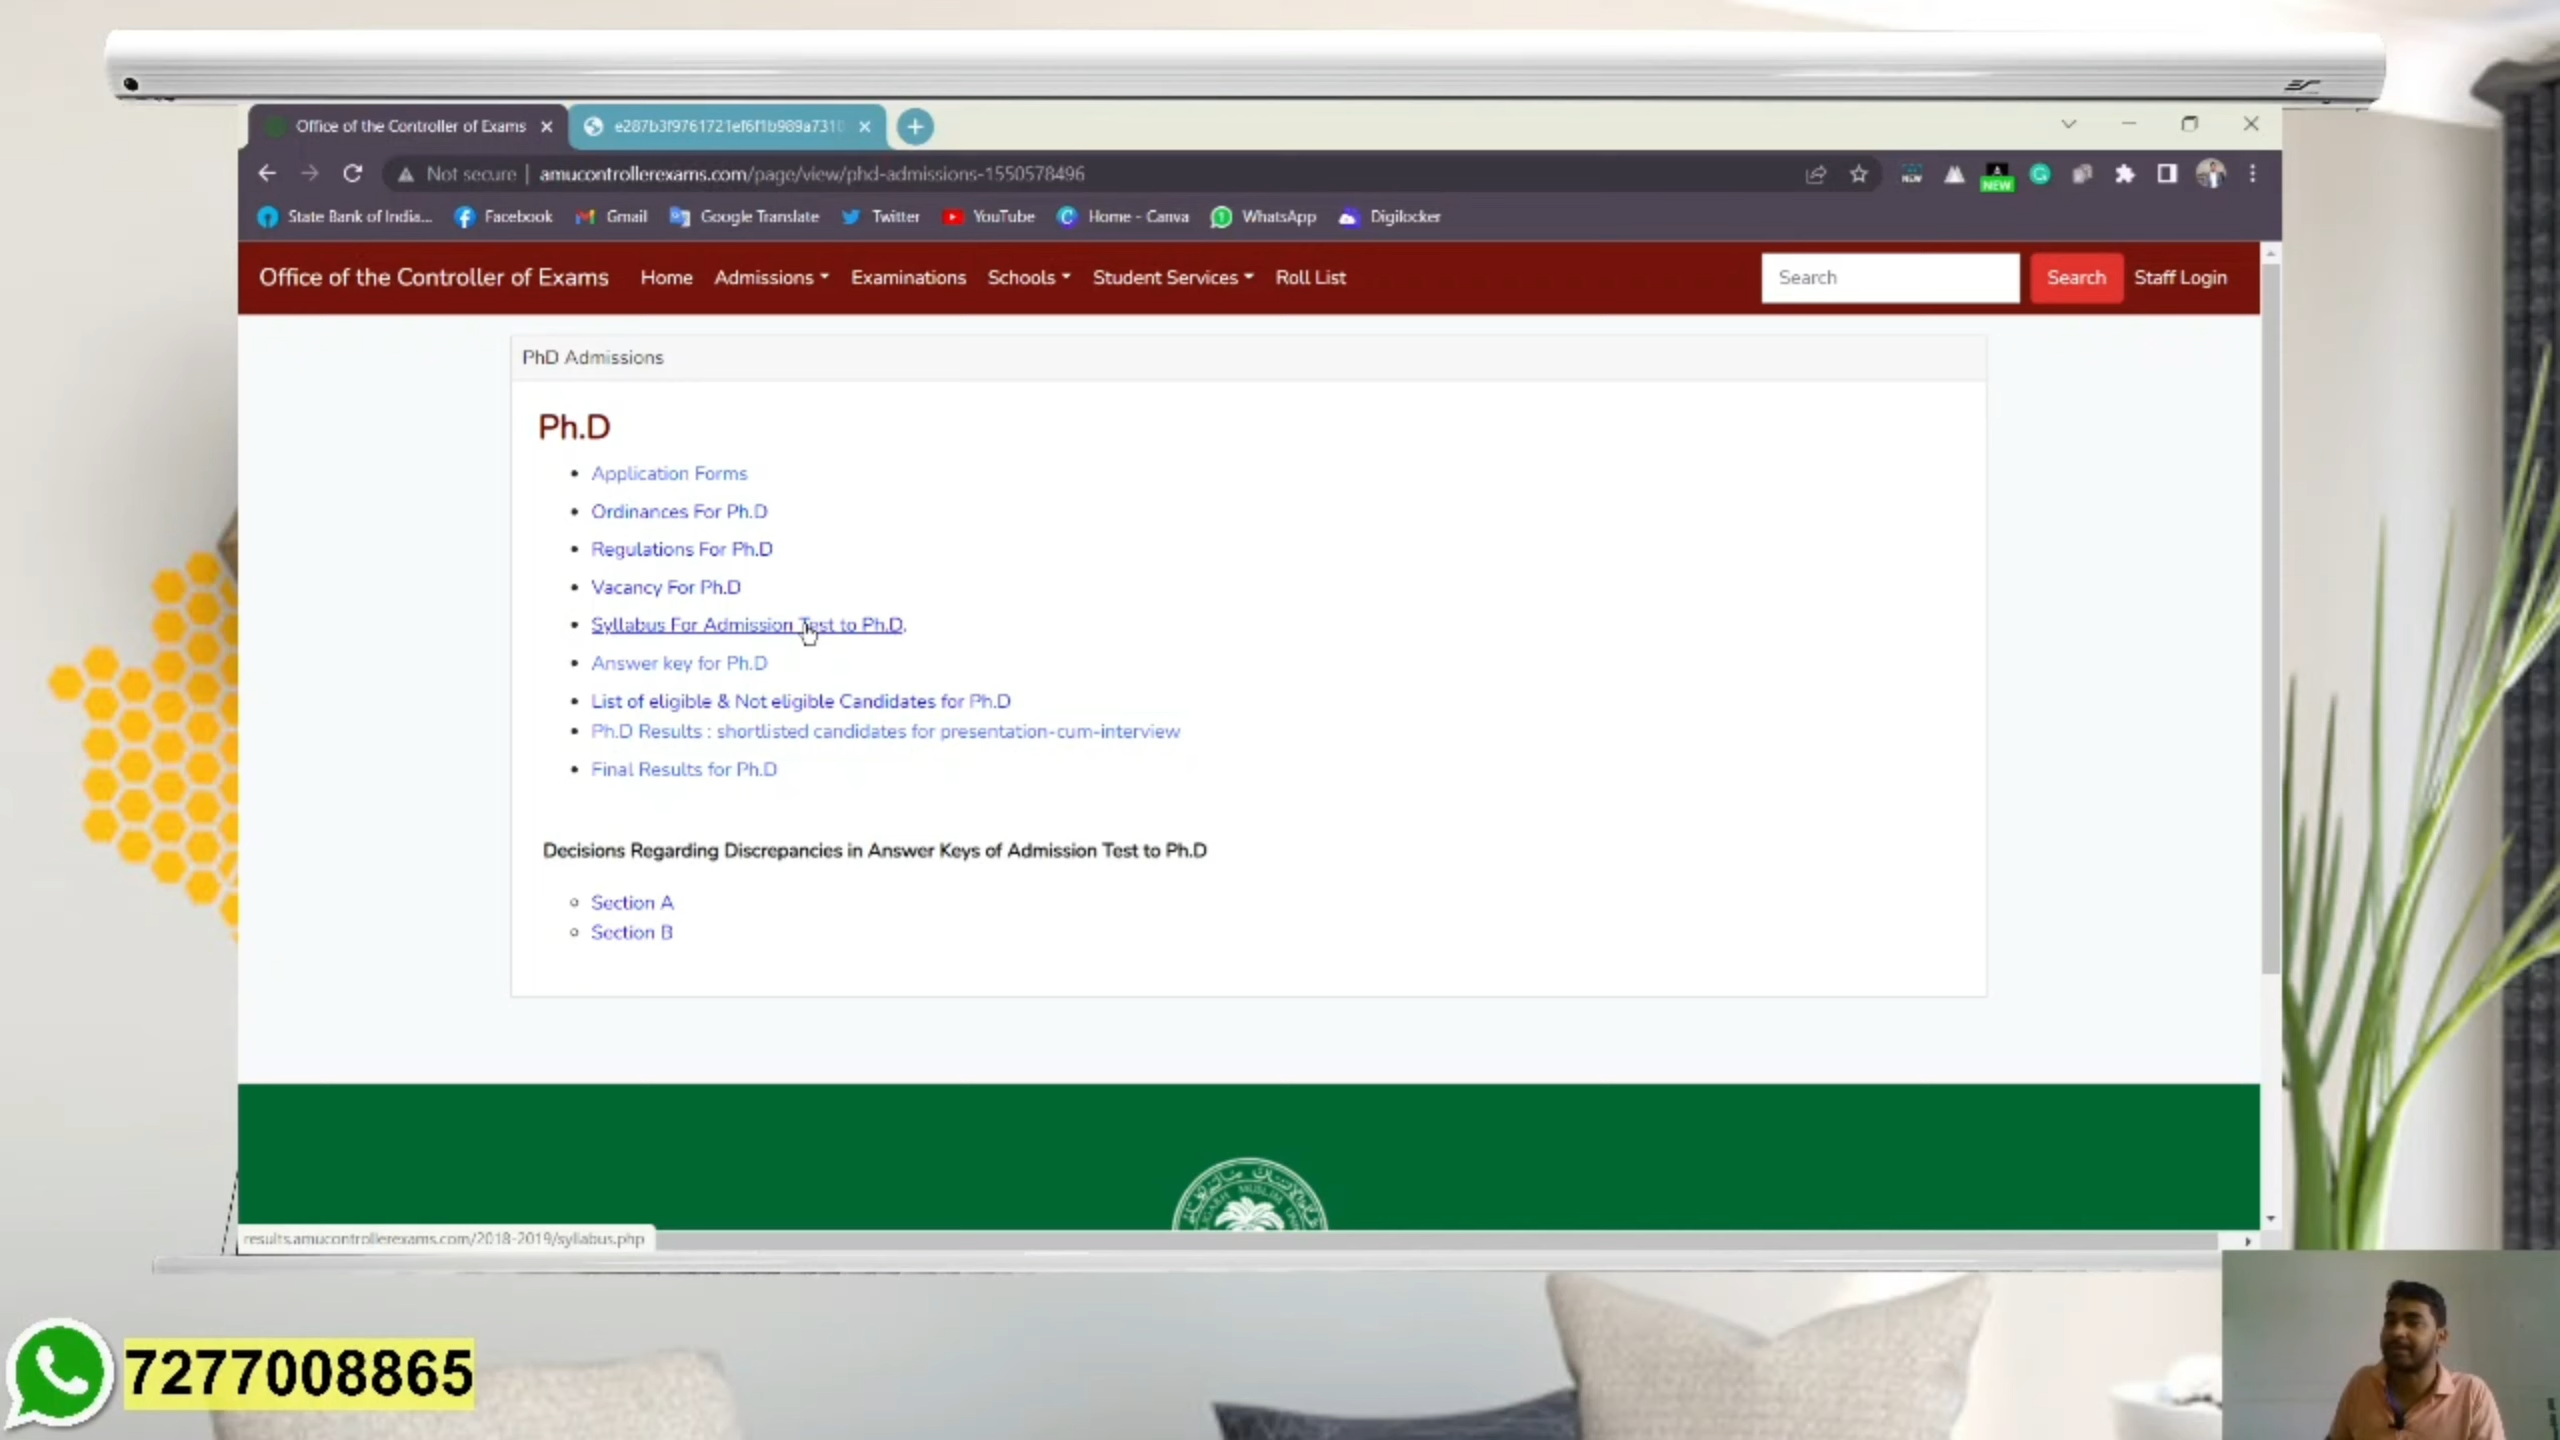 Office of the Controller of Exams
e287b3f9761721ef6f1b989a7310
Not secure | amucontrollerexams.com/page/view/phd-admissions-1550578496
NEW
NEW
State Bank of India...
Facebook
Gmail
Google Translate
Twitter
YouTube
Home - Canva
WhatsApp
Digilocker
Office of the Controller of Exams
Home
Admissions
Examinations
Schools
Student Services
Roll List
Search
Search
Staff Login
PhD Admissions
Ph.D
Application Forms
Ordinances For Ph.D
Regulations For Ph.D
Vacancy For Ph.D
Syllabus For Admission Test to Ph.D.
Answer key for Ph.D
List of eligible & Not eligible Candidates for Ph.D
Ph.D Results : shortlisted candidates for presentation-cum-interview
Final Results for Ph.D
Decisions Regarding Discrepancies in Answer Keys of Admission Test to Ph.D
Section A
Section B
results.amucontrollerexams.com/2018-2019/syllabus.php
7277008865